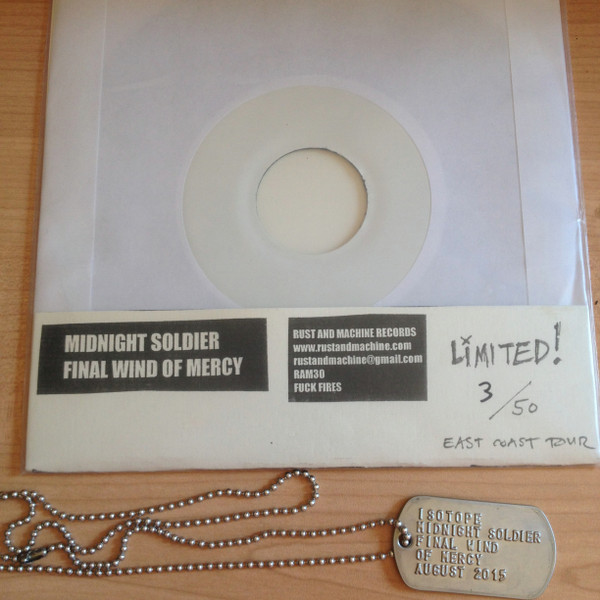 MIDNIGHT SOLDIER
FINAL WIND OF MERCY
RUST AND MACHINE RECORDS
www.rustandmachine.com
rustandmachine@gmail.com
RAM30
FUCK FIRES
LiMITED!
3/50
EAST COAST TOUR
ISOTOPE
MIDNIGHT SOLDIER
FINAL WIND
OF MERCY
AUGUST 2015